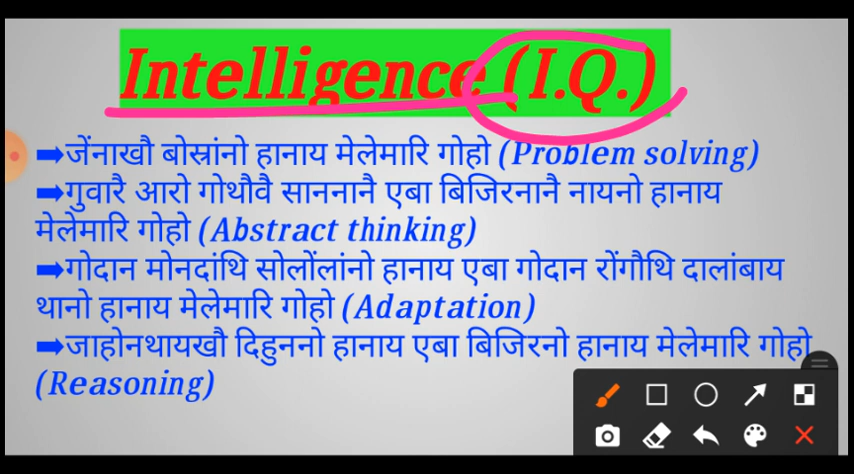 Intelligence (I.Q.)
➡जेंनाखौ बोस्रांनो हानाय मेलेमारि गोहो (Problem solving)
➡गुवारै आरो गोथौवै साननानै एबा बिजिरनानै नायनो हानाय
मेलेमारि गोहो (Abstract thinking)
➡गोदान मोनदांथि सोलोंलांनो हानाय एबा गोदान रोंगौथि दालांबाय
थानो हानाय मेलेमारि गोहो (Adaptation)
➡जाहोनथायखौ दिहुननो हानाय एबा बिजिरनो हानाय मेलेमारि गोहो
(Reasoning)